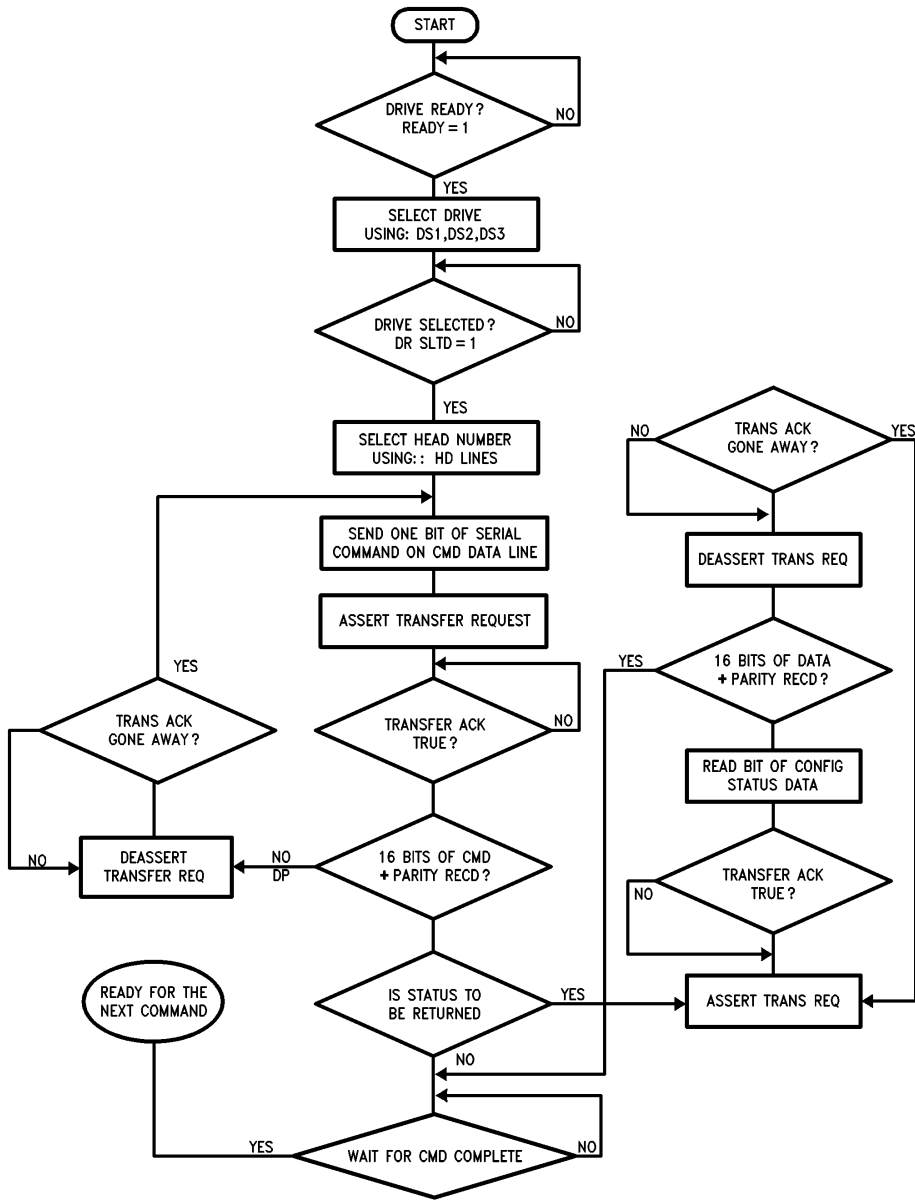 START
DRIVE READY?
READY = 1
NO
YES
SELECT DRIVE
USING: DS1,DS2,DS3
DRIVE SELECTED?
DR SLTD = 1
NO
YES
SELECT HEAD NUMBER
USING:: HD LINES
SEND ONE BIT OF SERIAL
COMMAND ON CMD DATA LINE
ASSERT TRANSFER REQUEST
TRANSFER ACK
TRUE?
NO
16 BITS OF CMD
+ PARITY RECD?
NO
DP
DEASSERT
TRANSFER REQ
NO
TRANS ACK
GONE AWAY?
YES
IS STATUS TO
BE RETURNED
YES
NO
WAIT FOR CMD COMPLETE
NO
YES
READY FOR THE
NEXT COMMAND
TRANS ACK
GONE AWAY?
NO
YES
DEASSERT TRANS REQ
16 BITS OF DATA
+ PARITY RECD?
YES
READ BIT OF CONFIG
STATUS DATA
TRANSFER ACK
TRUE?
NO
ASSERT TRANS REQ